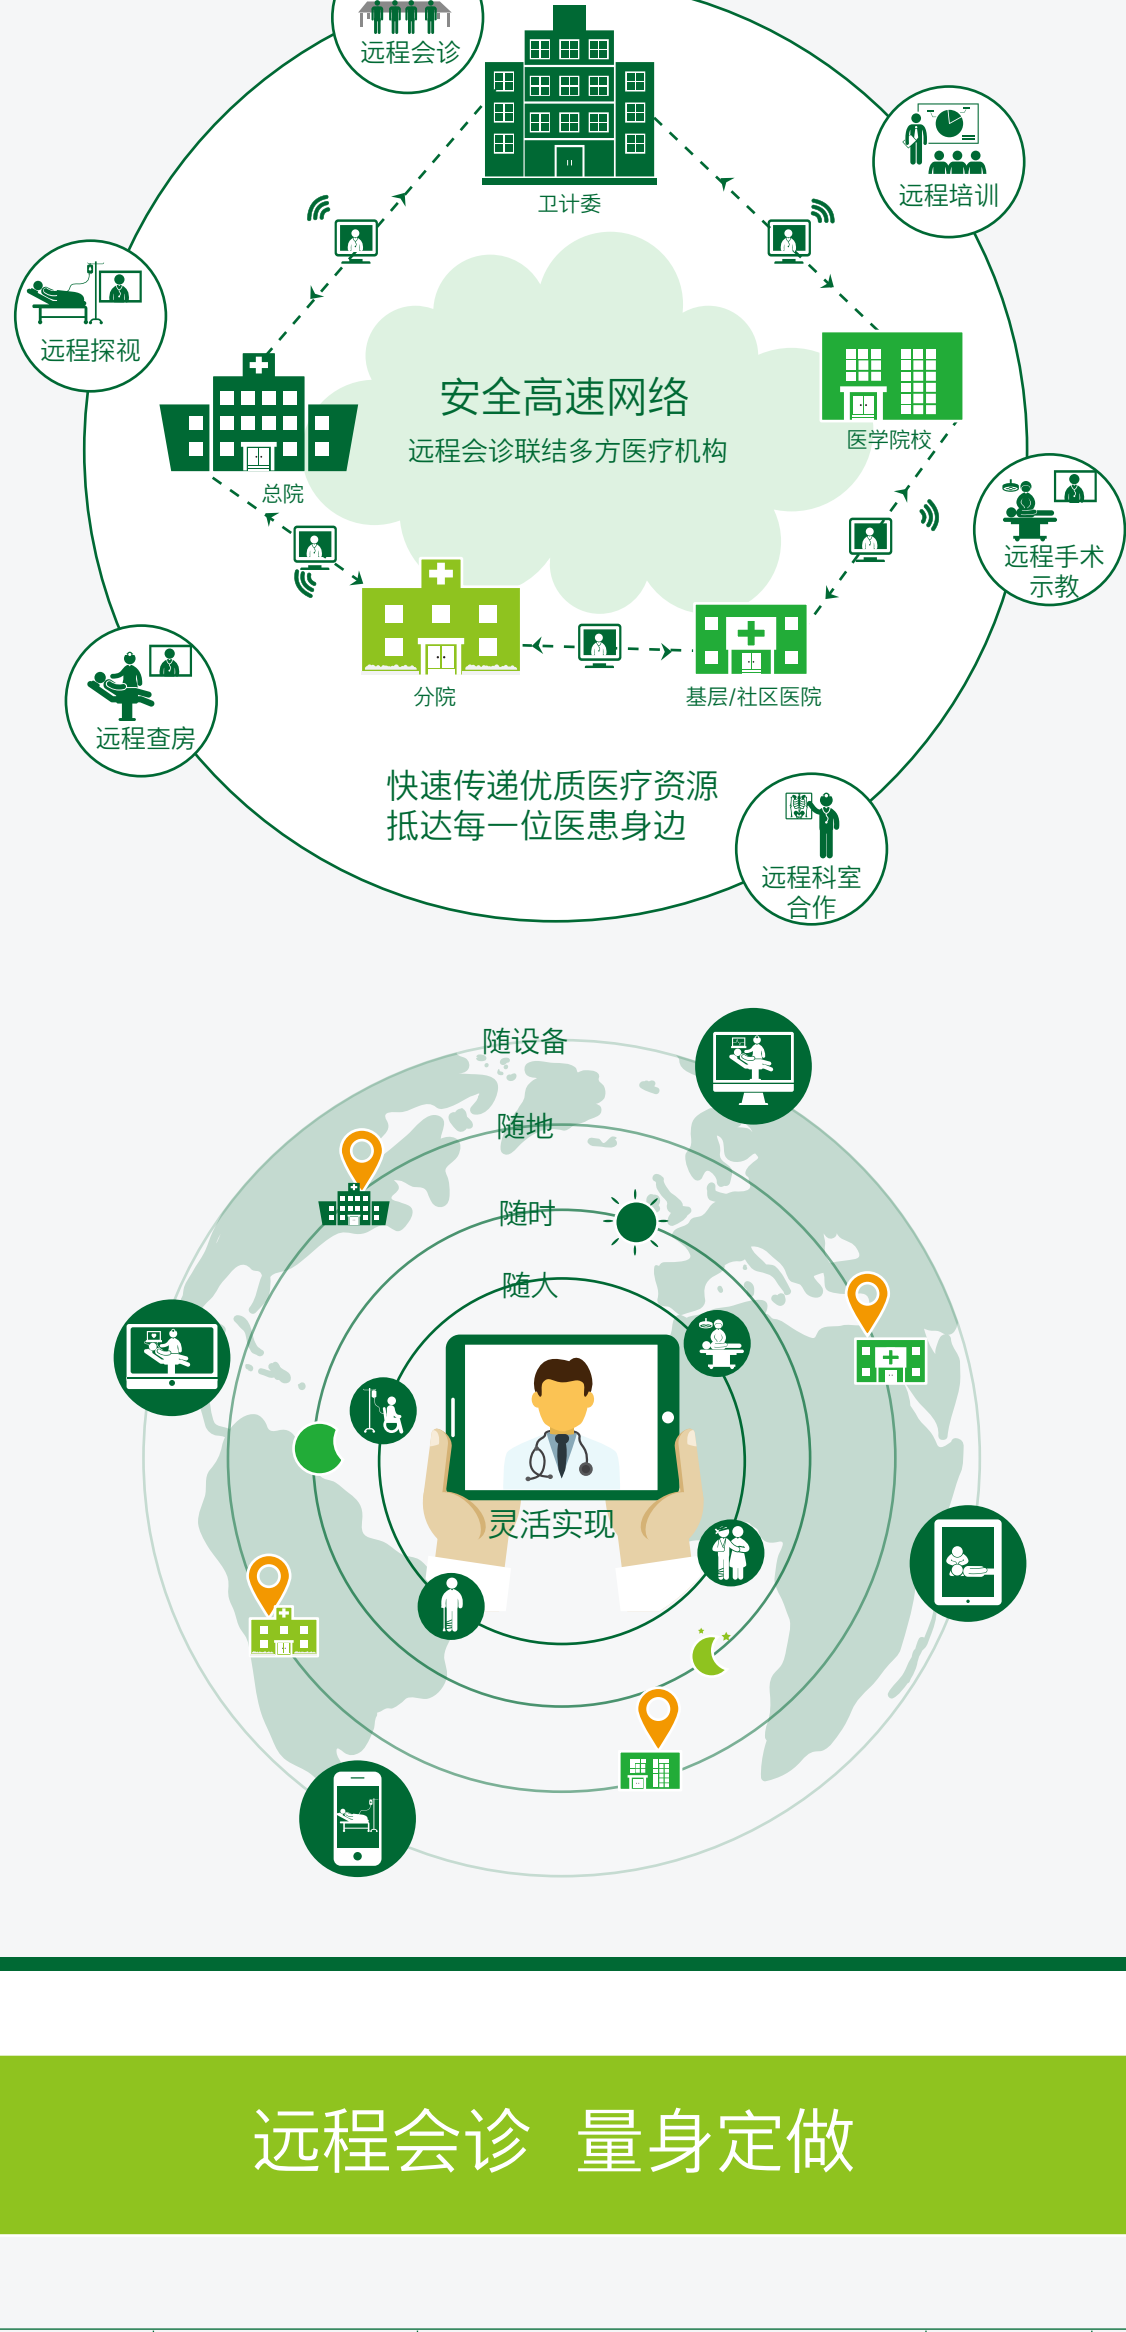 远程会诊
卫计委
远程培训
远程探视
安全高速网络
远程会诊联结多方医疗机构
医学院校
总院
远程手术
示教
分院
基层/社区医院
远程查房
快速传递优质医疗资源
抵达每一位医患身边
远程科室
合作
随设备
随地
随时
随人
灵活实现
远程会诊 量身定做